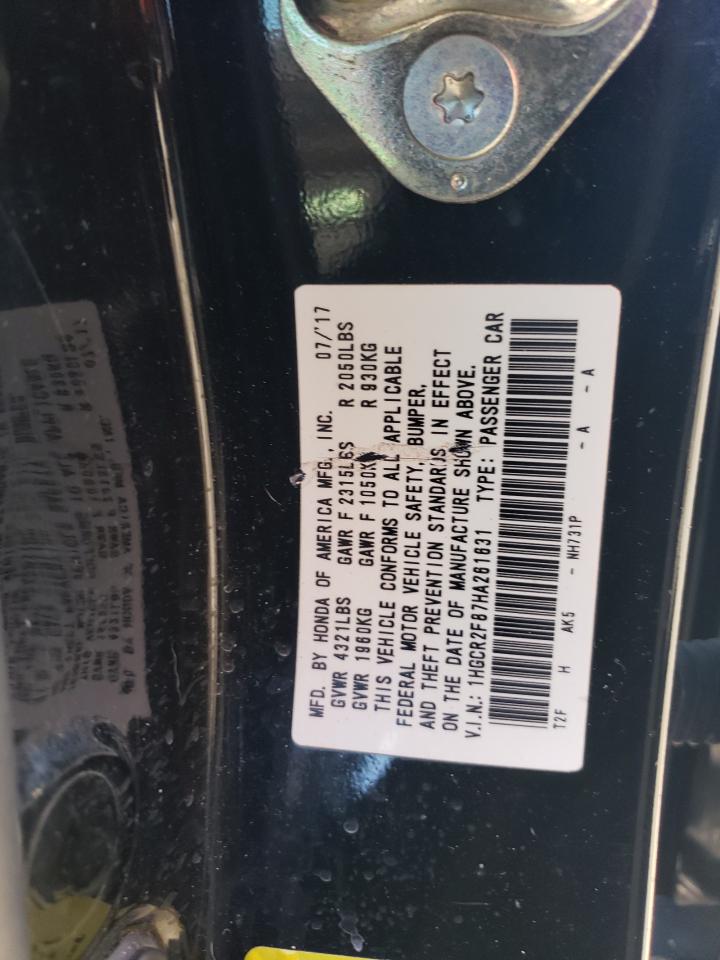 MFD. BY HONDA OF AMERICA MFG., INC. 07/'17
GVWR 4321LBS GAWR F 2315LBS R 2050LBS
GVWR 1960KG GAWR F 1050KG R 930KG
THIS VEHICLE CONFORMS TO ALL APPLICABLE
FEDERAL MOTOR VEHICLE SAFETY, BUMPER,
AND THEFT PREVENTION STANDARDS IN EFFECT
ON THE DATE OF MANUFACTURE SHOWN ABOVE.
V.I.N.: 1HGCR2F87HA261631 TYPE: PASSENGER CAR
T2F H AK5 - NH731P - A - A